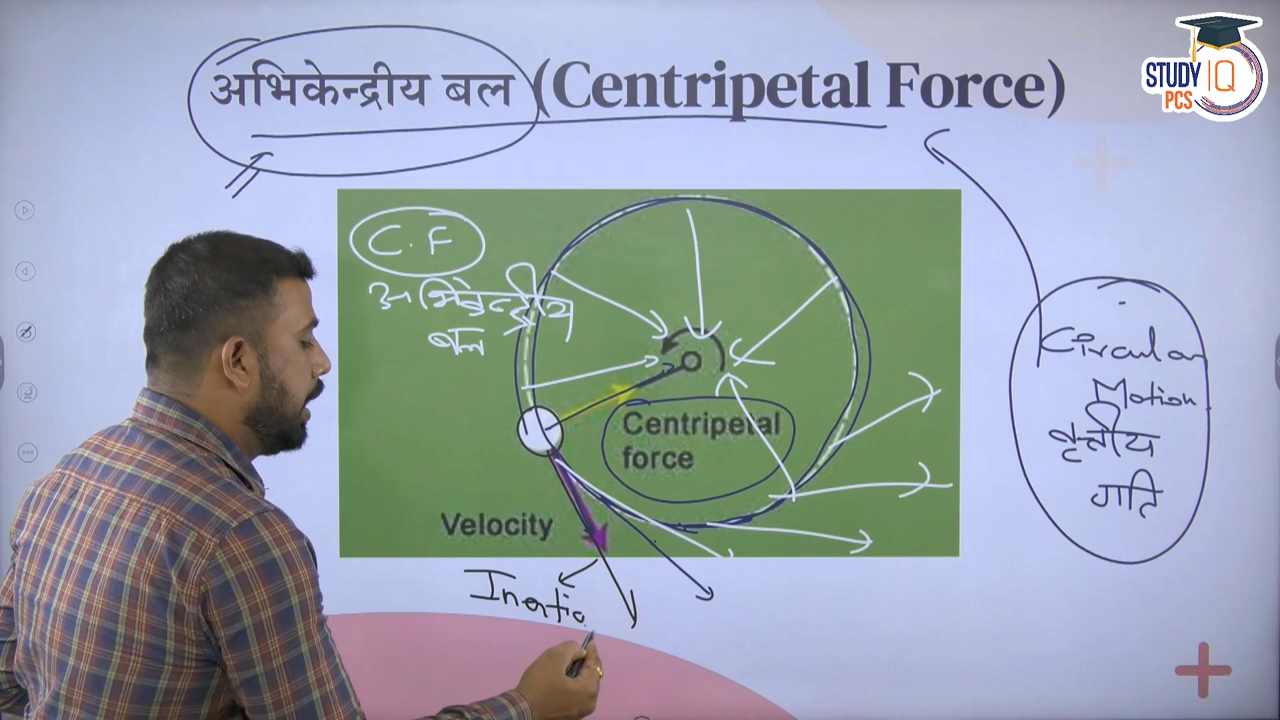 अभिकेन्द्रीय बल (Centripetal Force)
STUDY IQ
PCS
C.F
अभिकेन्द्रीय
बल
Centripetal
force
Velocity
Inertia
Circular
Motion
वृत्तीय
गति